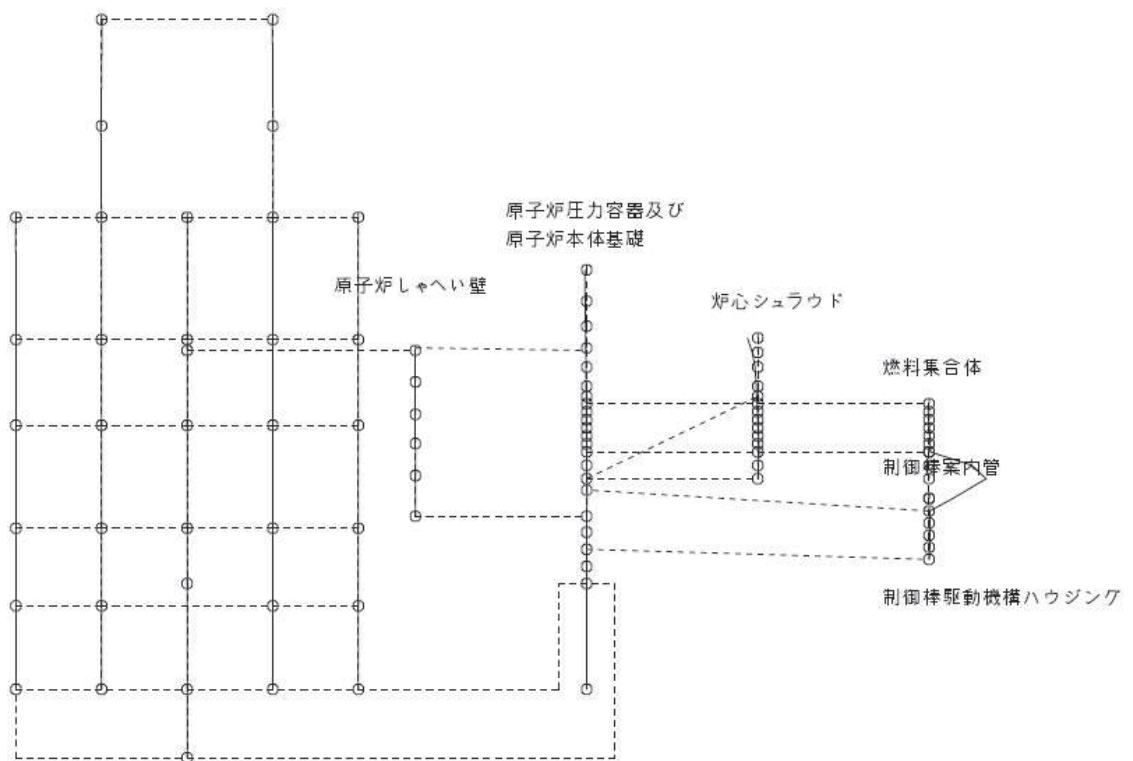 原子炉圧力容器及び
原子炉本体基礎
原子炉しゃへい壁
炉心シュラウド
燃料集合体
制御棒案内管
制御棒駆動機構ハウジング